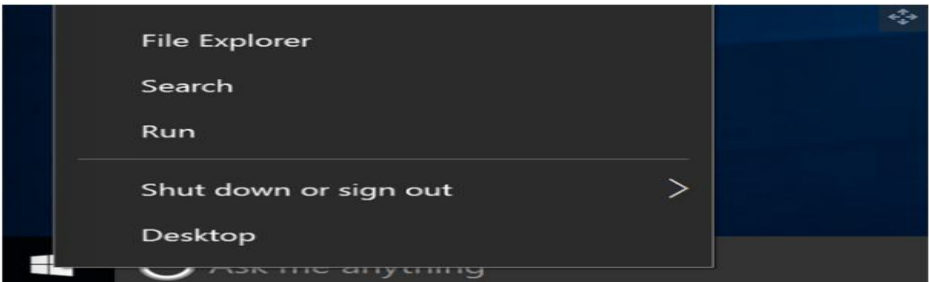 File Explorer
Search
Run
Shut down or sign out
Desktop
Ask me anything